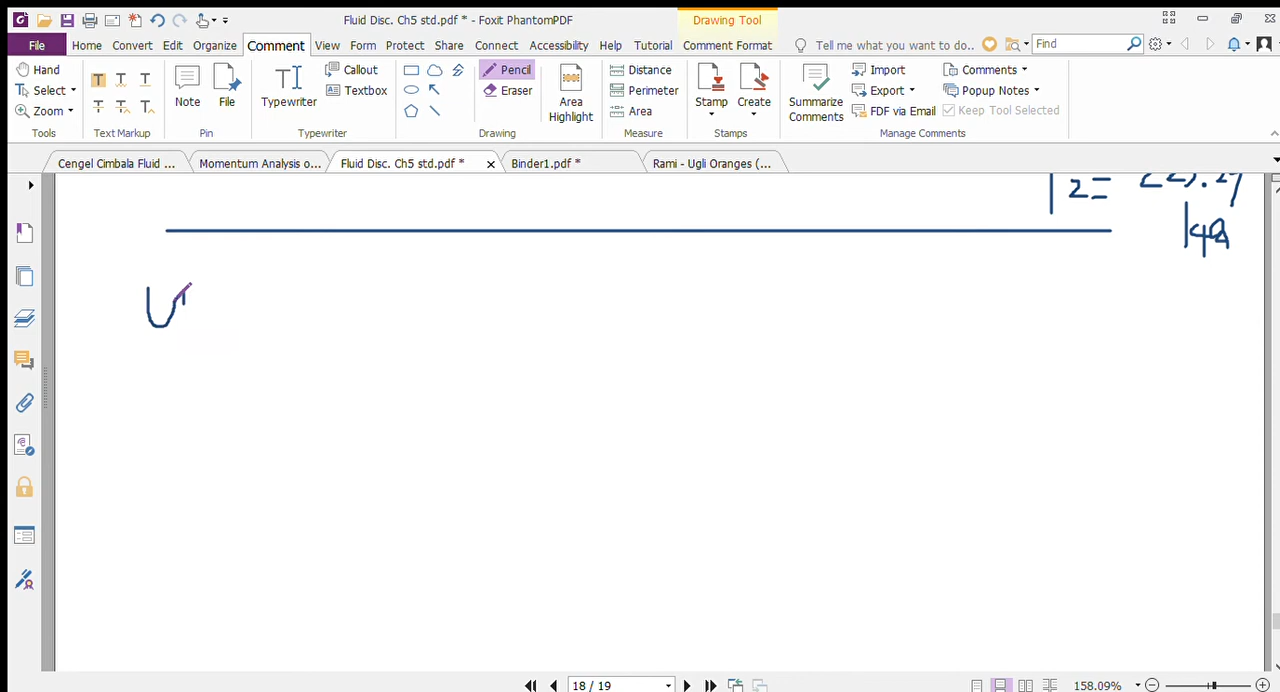 Fluid Disc. Ch5 std.pdf * - Foxit PhantomPDF
Drawing Tool
File Home Convert Edit Organize Comment View Form Protect Share Connect Accessibility Help Tutorial Comment Format Tell me what you want to do.. Find
Hand
Select
Zoom
Tools
T T T
T T T
Text Markup
Note
File
Pin
Typewriter
Callout
Textbox
Typewriter
Pencil
Eraser
Drawing
Area Highlight
Distance
Perimeter
Area
Measure
Stamp
Create
Stamps
Summarize Comments
Import
Export
FDF via Email
Comments
Popup Notes
Keep Tool Selected
Manage Comments
Cengel Cimbala Fluid ... Momentum Analysis o... Fluid Disc. Ch5 std.pdf * Binder1.pdf * Rami - Ugli Oranges (...
18 / 19
158.09%